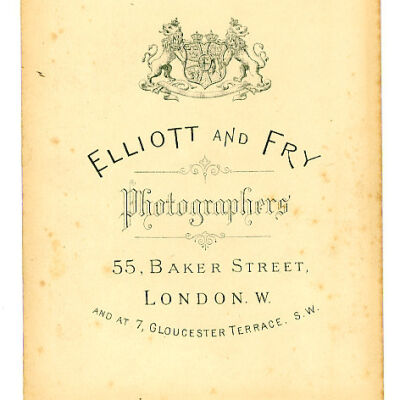 ELLIOTT AND FRY
Photographers
55, BAKER STREET,
LONDON. W.
AND AT 7, GLOUCESTER TERRACE. S.W.